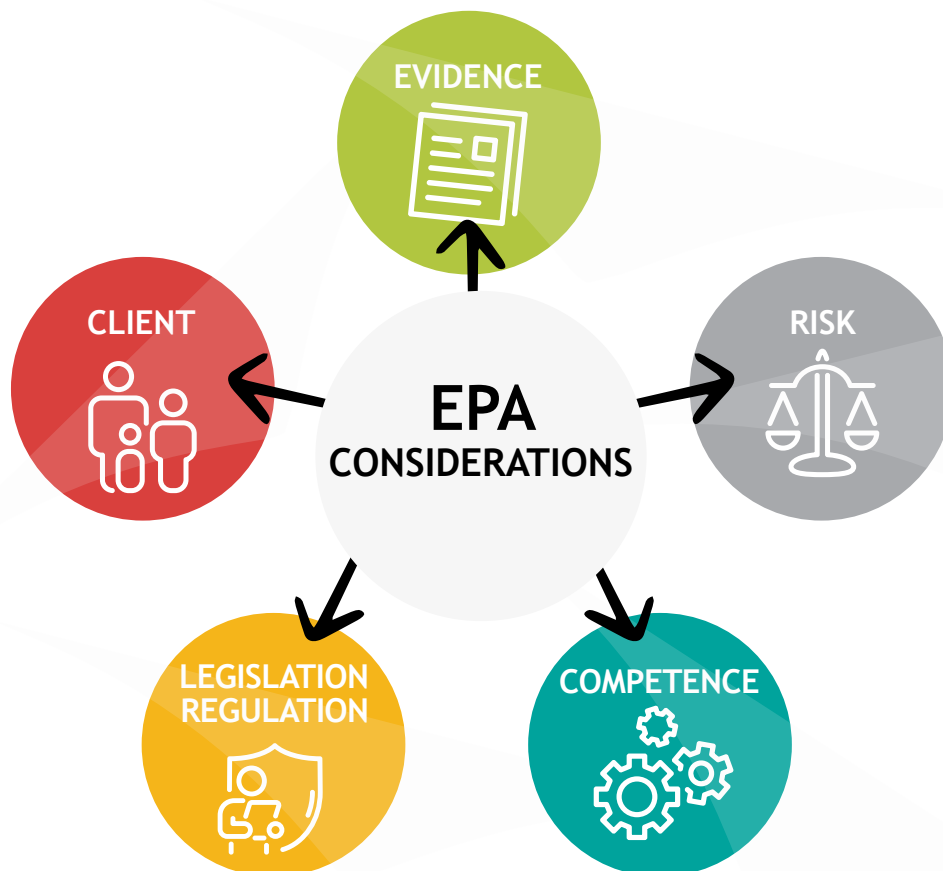 EVIDENCE
CLIENT
RISK
EPA
CONSIDERATIONS
LEGISLATION
REGULATION
COMPETENCE